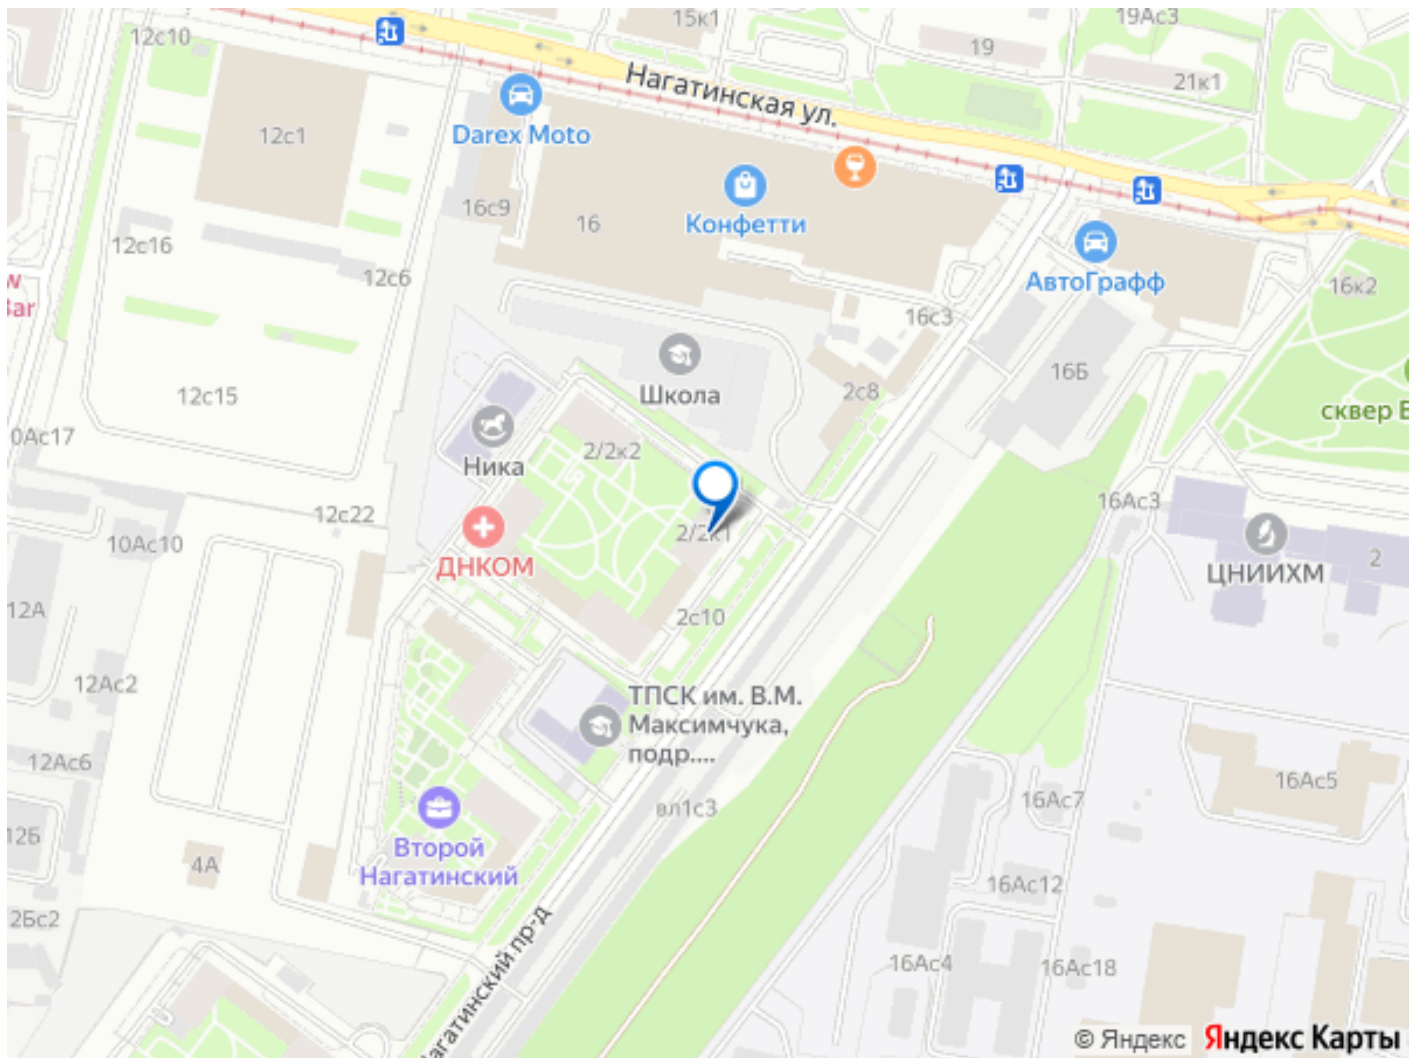 12с10
15к1
19Ас3
19
21к1
Нагатинская ул.
12с1
Darex Moto
16с9
16
Конфетти
12с16
12с6
АвтоГрафф
16к2
w
Bar
16с3
Школа
2с8
16Б
12с15
сквер В
0Ас17
Ника
2/2к2
12с22
10Ас10
ДНКОМ
2/2к1
16Ас3
ЦНИИХМ
2
12А
2с10
12Ас2
ТПСК им. В.М.
Максимчука,
подр....
12Ас6
вл1с3
16Ас7
16Ас5
12Б
Второй
Нагатинский
4А
16Ас12
2Бс2
Нагатинский пр-д
16Ас4
16Ас18
© Яндекс Яндекс Карты